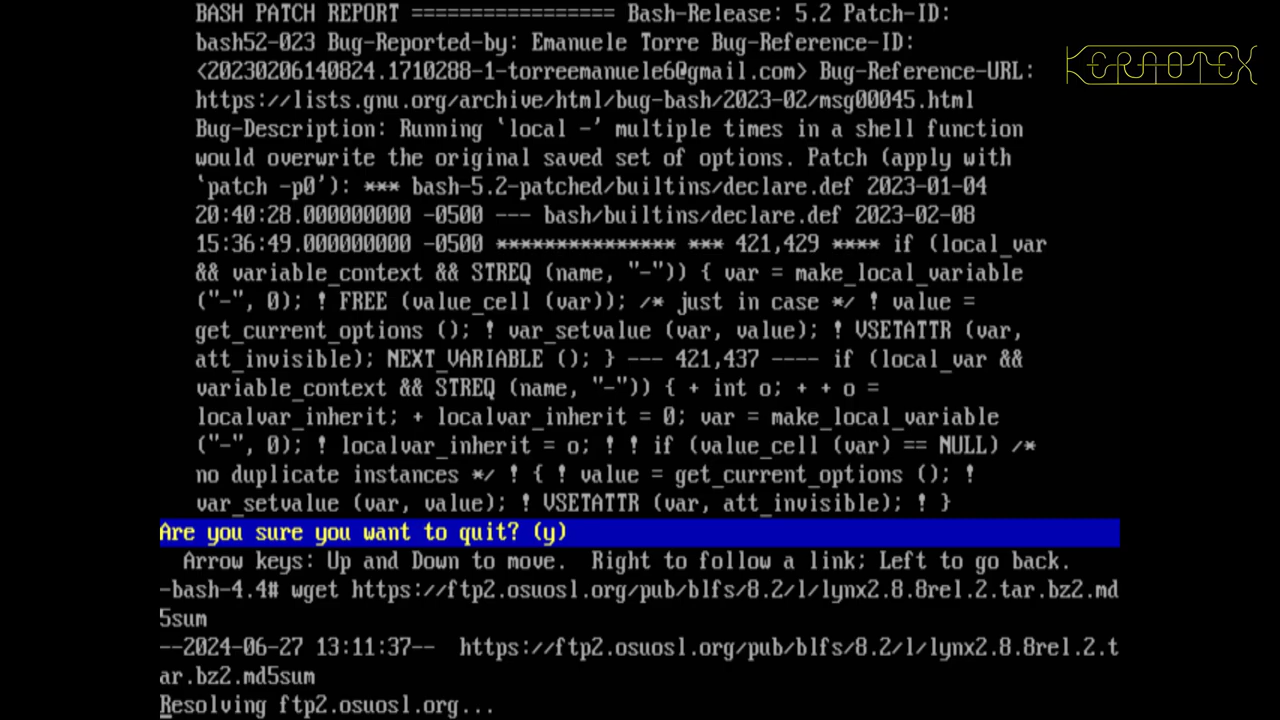 BASH PATCH REPORT ================= Bash-Release: 5.2 Patch-ID:
bash52-023 Bug-Reported-by: Emanuele Torre Bug-Reference-ID:
<20230206140824.1710288-1-torreemanuele6@gmail.com> Bug-Reference-URL:
https://lists.gnu.org/archive/html/bug-bash/2023-02/msg00045.html
Bug-Description: Running `local -' multiple times in a shell function
would overwrite the original saved set of options. Patch (apply with
`patch -p0'): *** bash-5.2-patched/builtins/declare.def 2023-01-04
20:40:28.000000000 -0500 --- bash/builtins/declare.def 2023-02-08
15:36:49.000000000 -0500 *************** *** 421,429 **** if (local_var
&& variable_context && STREQ (name, "-")) { var = make_local_variable
("-", 0); ! FREE (value_cell (var)); /* just in case */ ! value =
get_current_options (); ! var_setvalue (var, value); ! VSETATTR (var,
att_invisible); NEXT_VARIABLE (); } --- 421,437 ---- if (local_var &&
variable_context && STREQ (name, "-")) { + int o; + + o =
localvar_inherit; + localvar_inherit = 0; var = make_local_variable
("-", 0); ! localvar_inherit = o; ! ! if (value_cell (var) == NULL) /*
no duplicate instances */ ! { ! value = get_current_options (); !
var_setvalue (var, value); ! VSETATTR (var, att_invisible); ! }
Are you sure you want to quit? (y)
Arrow keys: Up and Down to move.  Right to follow a link; Left to go back.
-bash-4.4# wget https://ftp2.osuosl.org/pub/blfs/8.2/l/lynx2.8.8rel.2.tar.bz2.md
5sum
--2024-06-27 13:11:37--  https://ftp2.osuosl.org/pub/blfs/8.2/l/lynx2.8.8rel.2.t
ar.bz2.md5sum
Resolving ftp2.osuosl.org...